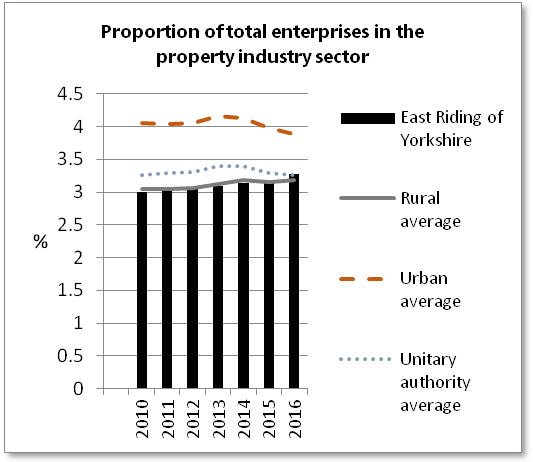 Proportion of total enterprises in the
property industry sector
4.5
4
3.5
3
2.5
2
1.5
1
0.5
0
%
2010
2011
2012
2013
2014
2015
2016
East Riding of
Yorkshire
Rural
average
Urban
average
Unitary
authority
average